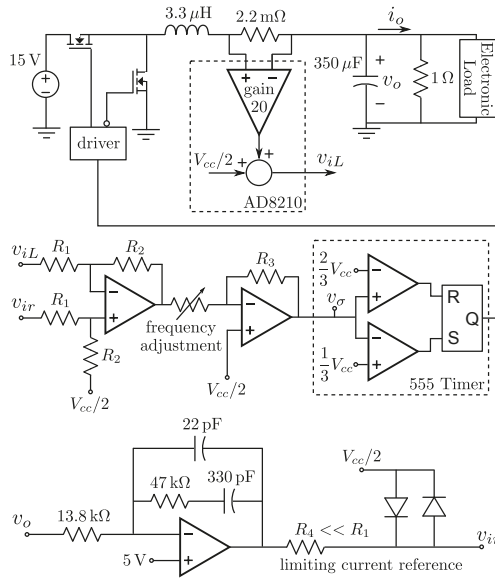 3.3 µH
2.2 mΩ
i_o
15 V
+
−
+ −
gain
20
350 µF
+
v_o
−
1 Ω
Electronic
Load
driver
V_cc/2
+
+
v_iL
AD8210
v_iL
R_1
R_2
v_ir
R_1
−
+
R_2
V_cc/2
frequency
adjustment
R_3
−
+
V_cc/2
v_σ
2/3 V_cc
−
+
−
+
1/3 V_cc
R
Q
S
555 Timer
22 pF
47 kΩ
330 pF
v_o
13.8 kΩ
−
+
5 V
R_4 << R_1
V_cc/2
v_ir
limiting current reference